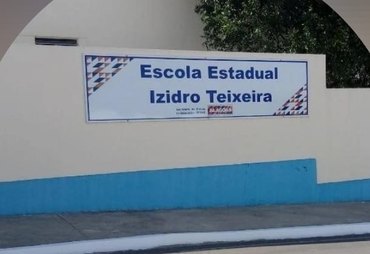 Escola Estadual
Izidro Teixeira